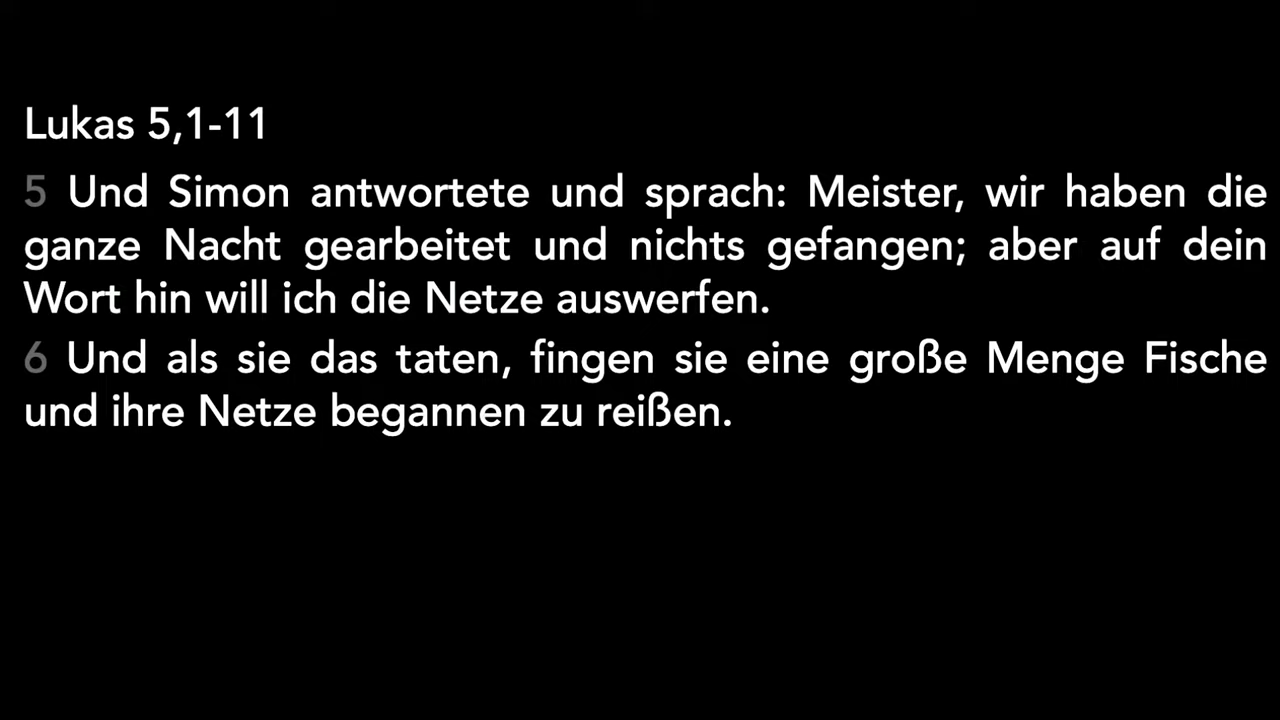 Lukas 5,1-11
5 Und Simon antwortete und sprach: Meister, wir haben die
ganze Nacht gearbeitet und nichts gefangen; aber auf dein
Wort hin will ich die Netze auswerfen.
6 Und als sie das taten, fingen sie eine große Menge Fische
und ihre Netze begannen zu reißen.